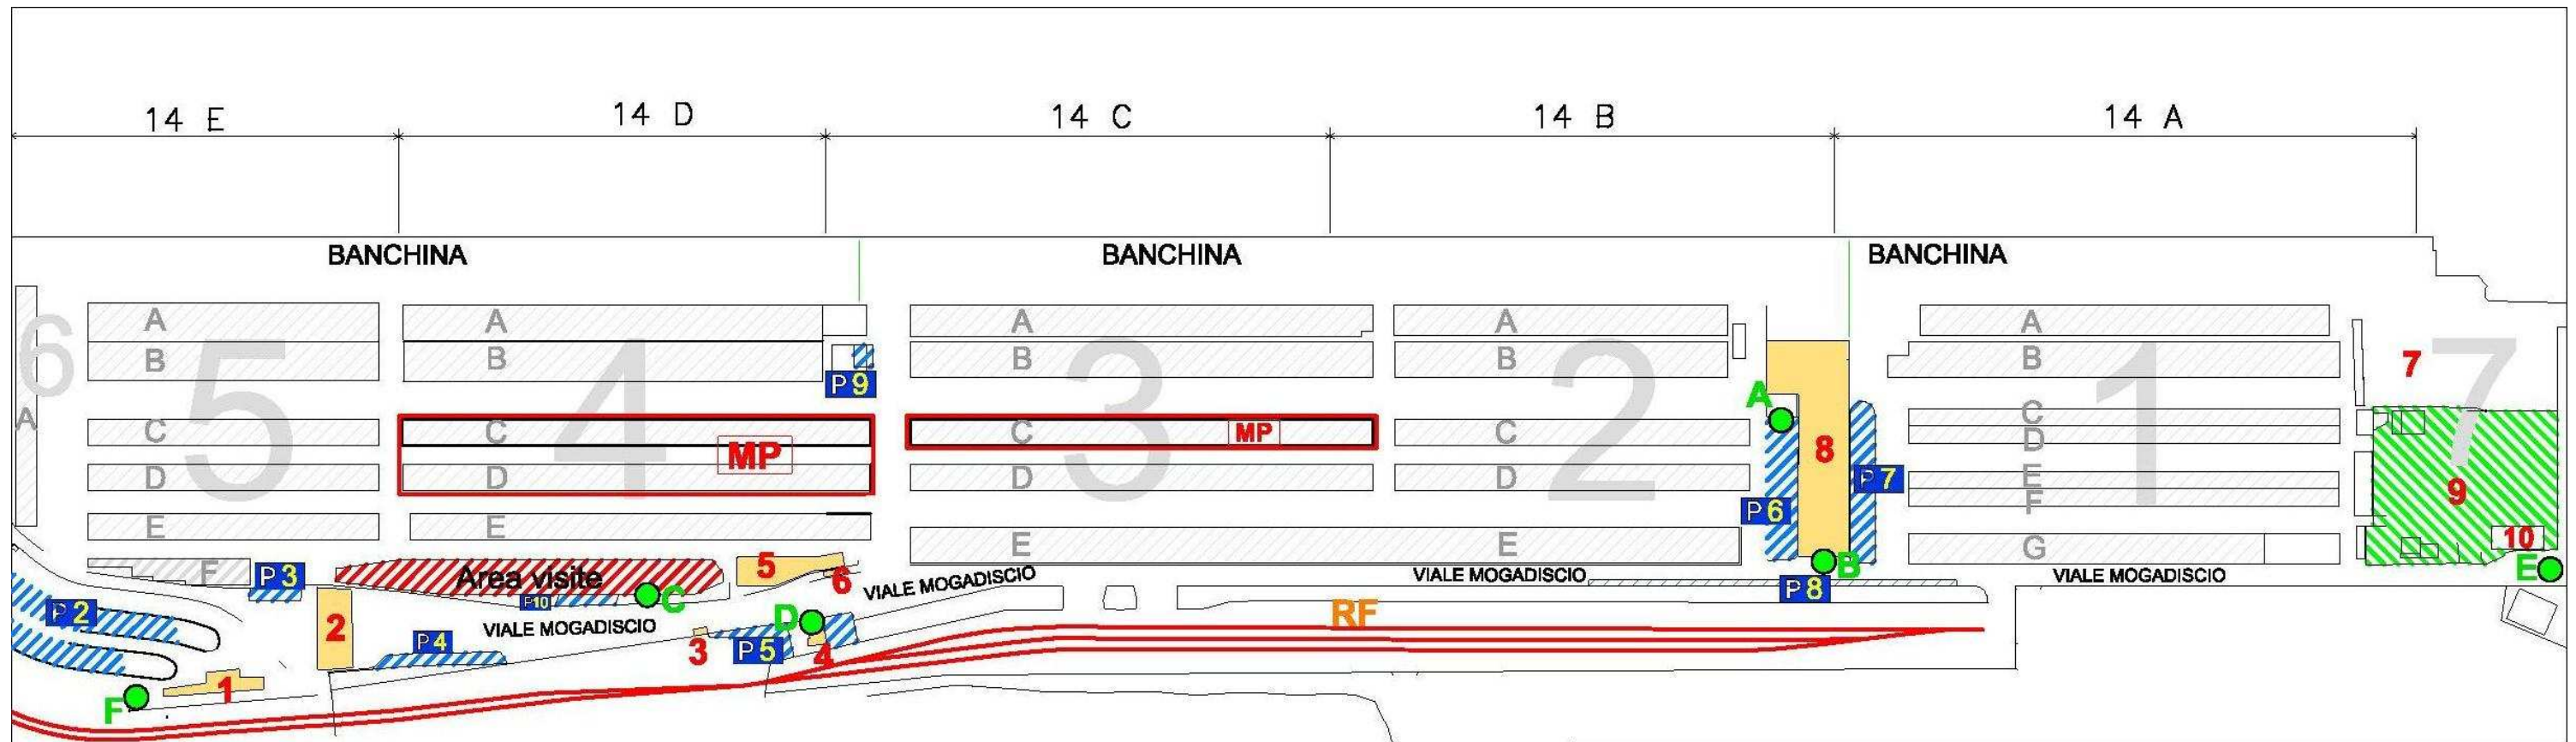 14 E 14 D 14 C 14 B 14 A
BANCHINA BANCHINA BANCHINA
6 5 4 3 2 1 7
A A A A A
B B B B B
7
P9
A
A C C C C C
MP MP
8
D
D D D D E
P7
F
9
P6
E E E E G
10
F
P3
Area visite
5
6
B
E
VIALE MOGADISCIO VIALE MOGADISCIO VIALE MOGADISCIO
P8
P10
C
P2
2
VIALE MOGADISCIO
P4
D
RF
3
P5
4
1
F